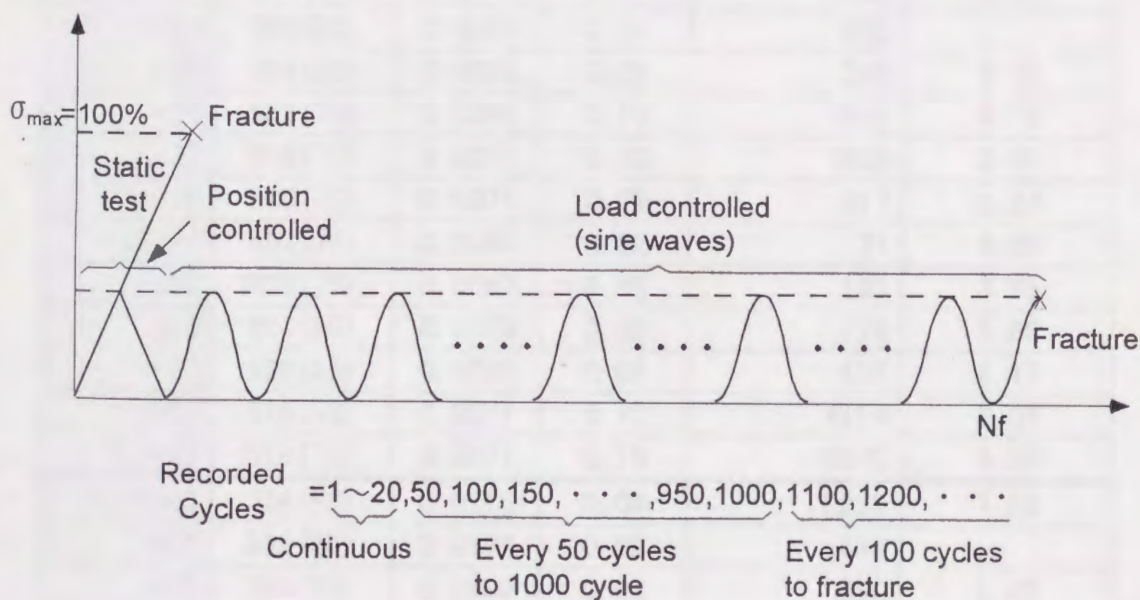 σmax=100%
Fracture
Static
test
Position
controlled
Load controlled
(sine waves)
Fracture
Nf
Recorded
Cycles
=1～20,50,100,150, · · · ,950,1000,1100,1200, · · · ·
Continuous
Every 50 cycles
to 1000 cycle
Every 100 cycles
to fracture